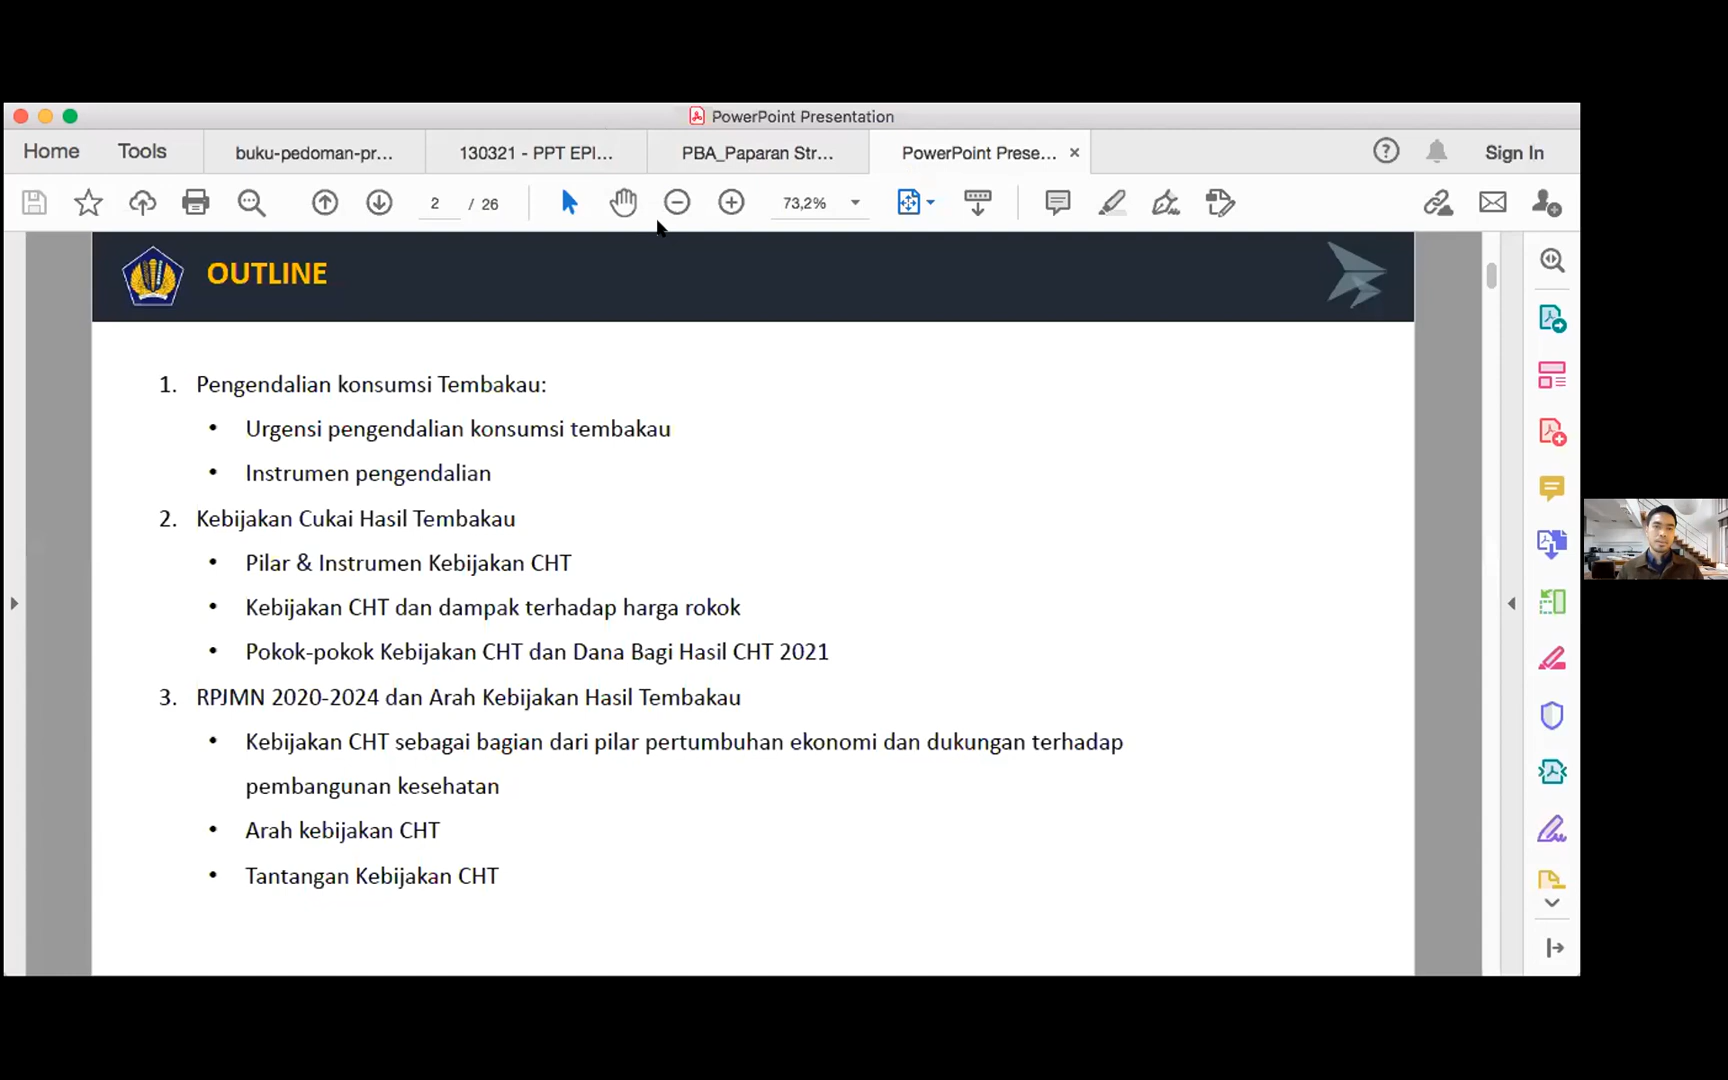 PowerPoint Presentation
Home
Tools
buku-pedoman-pr...
130321 - PPT EPI...
PBA_Paparan Str...
PowerPoint Prese...
Sign In
2 / 26
73,2%
OUTLINE
1. Pengendalian konsumsi Tembakau:
• Urgensi pengendalian konsumsi tembakau
• Instrumen pengendalian
2. Kebijakan Cukai Hasil Tembakau
• Pilar & Instrumen Kebijakan CHT
• Kebijakan CHT dan dampak terhadap harga rokok
• Pokok-pokok Kebijakan CHT dan Dana Bagi Hasil CHT 2021
3. RPJMN 2020-2024 dan Arah Kebijakan Hasil Tembakau
• Kebijakan CHT sebagai bagian dari pilar pertumbuhan ekonomi dan dukungan terhadap
pembangunan kesehatan
• Arah kebijakan CHT
• Tantangan Kebijakan CHT